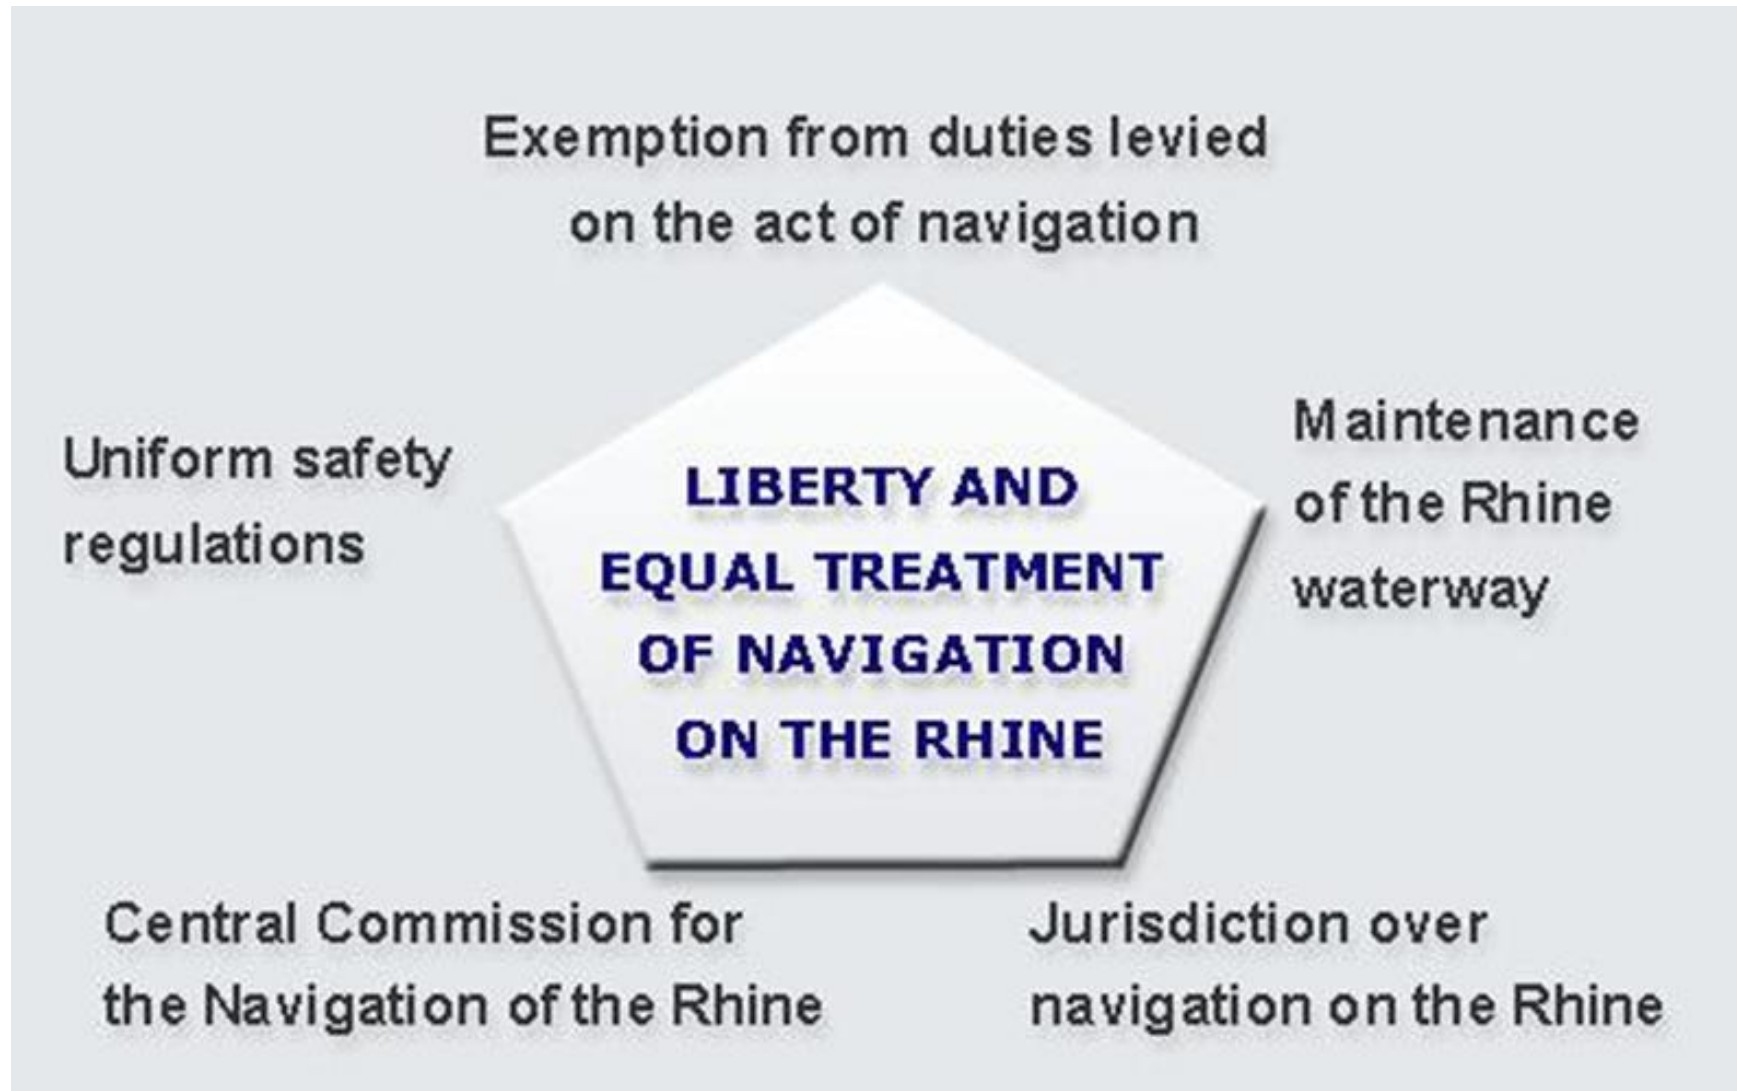 Exemption from duties levied
on the act of navigation
Uniform safety
regulations
LIBERTY AND
EQUAL TREATMENT
OF NAVIGATION
ON THE RHINE
Maintenance
of the Rhine
waterway
Central Commission for
the Navigation of the Rhine
Jurisdiction over
navigation on the Rhine